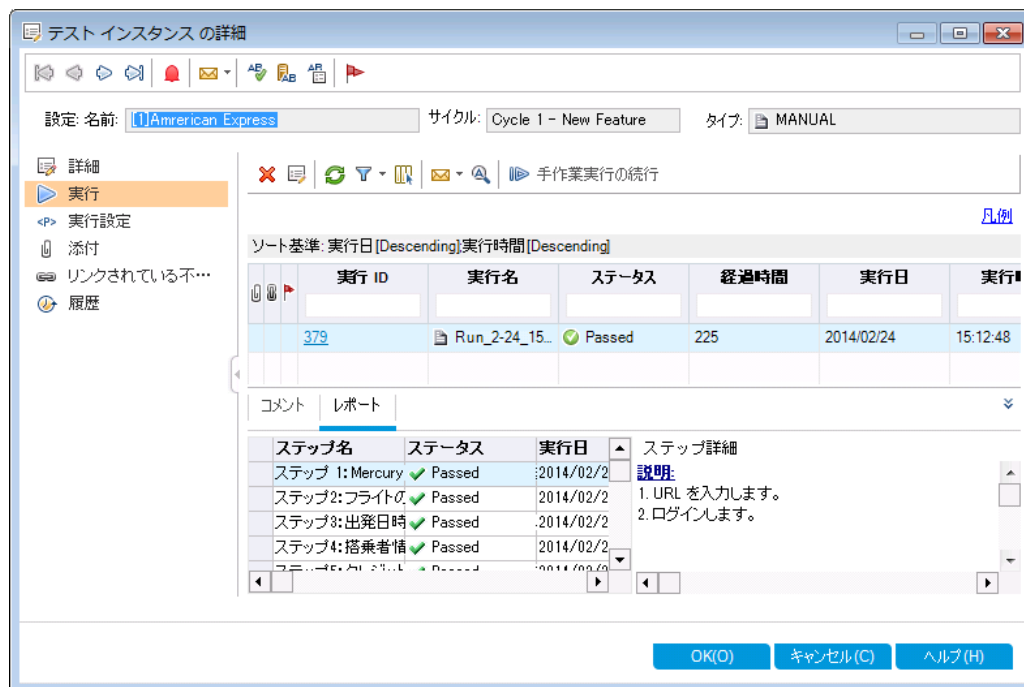 テスト インスタンス の詳細
設定: 名前: [1]Amrerican Express サイクル: Cycle 1 - New Feature タイプ: MANUAL
詳細
実行
実行設定
添付
リンクされている不…
履歴
手作業実行の続行
凡例
ソート基準: 実行日[Descending];実行時間[Descending]
実行 ID 実行名 ステータス 経過時間 実行日 実行
379 Run_2-24_15... Passed 225 2014/02/24 15:12:48
コメント レポート
ステップ名 ステータス 実行日
ステップ 1: Mercury Passed 2014/02/2
ステップ2:フライトの Passed 2014/02/2
ステップ3:出発日時 Passed 2014/02/2
ステップ4:搭乗者情 Passed 2014/02/2
ステップ詳細
説明:
1. URL を入力します。
2. ログインします。
OK(O) キャンセル(C) ヘルプ(H)